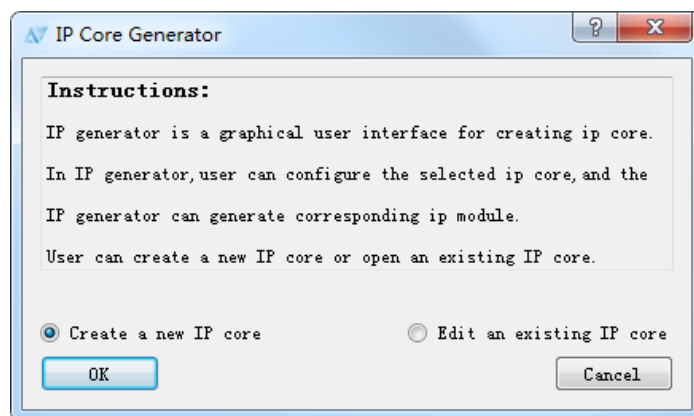 IP Core Generator
Instructions:
IP generator is a graphical user interface for creating ip core.
In IP generator,user can configure the selected ip core,and the
IP generator can generate corresponding ip module.
User can create a new IP core or open an existing IP core.
Create a new IP core
Edit an existing IP core
OK
Cancel